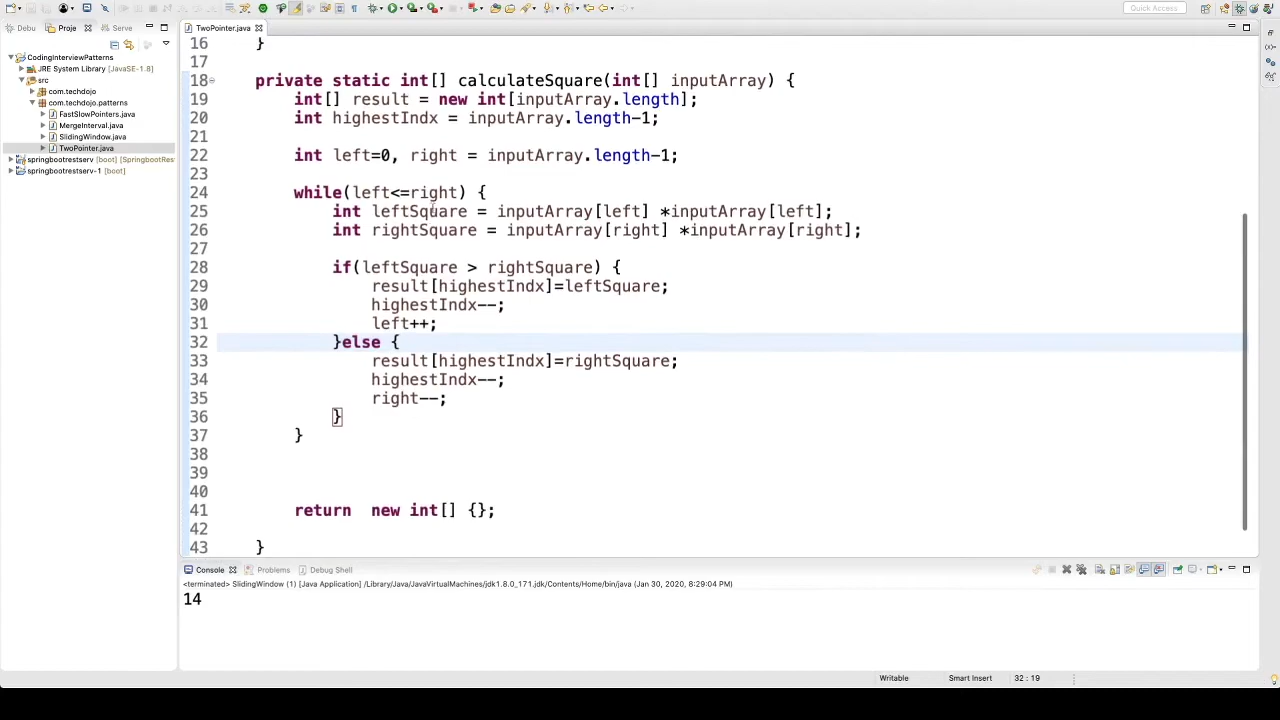 Quick Access
Debu
Proje
Serve
CodingInterviewPatterns
JRE System Library [JavaSE-1.8]
src
com.techdojo
com.techdojo.patterns
FastSlowPointers.java
MergeInterval.java
SlidingWindow.java
TwoPointer.java
springbootrestserv [boot] [SpringbootRes
springbootrestserv-1 [boot]
TwoPointer.java
16 }
17
18 private static int[] calculateSquare(int[] inputArray) {
19 int[] result = new int[inputArray.length];
20 int highestIndx = inputArray.length-1;
21
22 int left=0, right = inputArray.length-1;
23
24 while(left<=right) {
25 int leftSquare = inputArray[left] *inputArray[left];
26 int rightSquare = inputArray[right] *inputArray[right];
27
28 if(leftSquare > rightSquare) {
29 result[highestIndx]=leftSquare;
30 highestIndx--;
31 left++;
32 }else {
33 result[highestIndx]=rightSquare;
34 highestIndx--;
35 right--;
36 }
37 }
38
39
40
41 return  new int[] {};
42
43 }
Console
Problems
Debug Shell
<terminated> SlidingWindow (1) [Java Application] /Library/Java/JavaVirtualMachines/jdk1.8.0_171.jdk/Contents/Home/bin/java (Jan 30, 2020, 8:29:04 PM)
14
Writable
Smart Insert
32 : 19